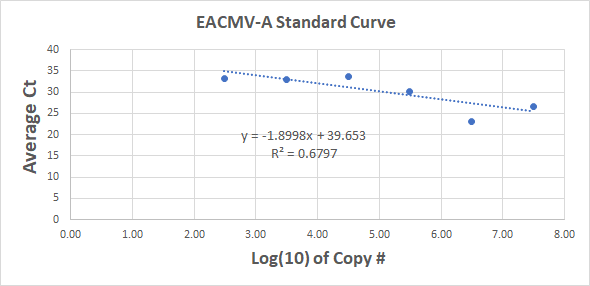 EACMV-A Standard Curve
40
35
30
25
20
15
10
5
0
Average Ct
y = -1.8998x + 39.653
R² = 0.6797
0.00 1.00 2.00 3.00 4.00 5.00 6.00 7.00 8.00
Log(10) of Copy #